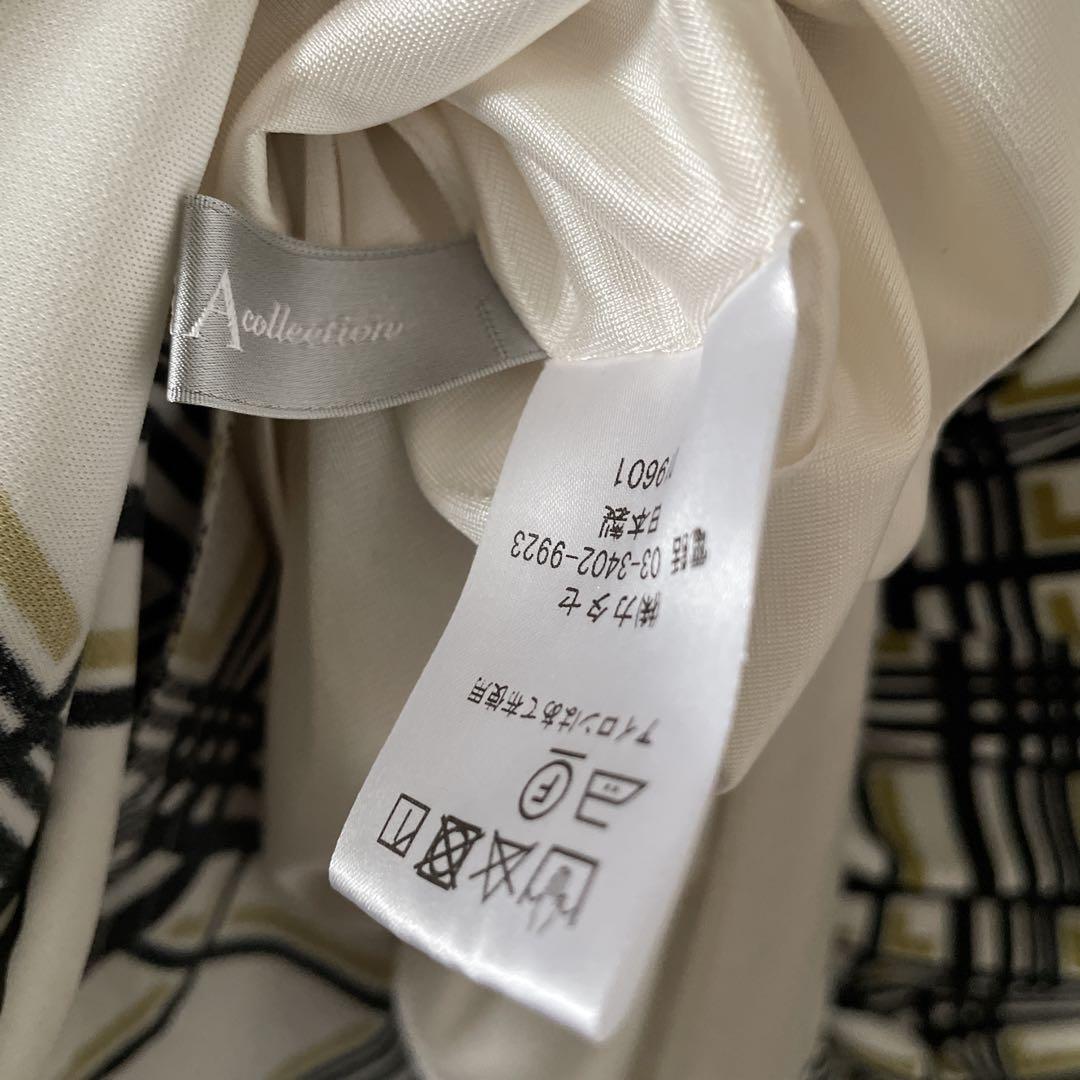 A collection
F
アイロンはあて布使用
㈱カタセ
電話 03-3402-9923
日本製